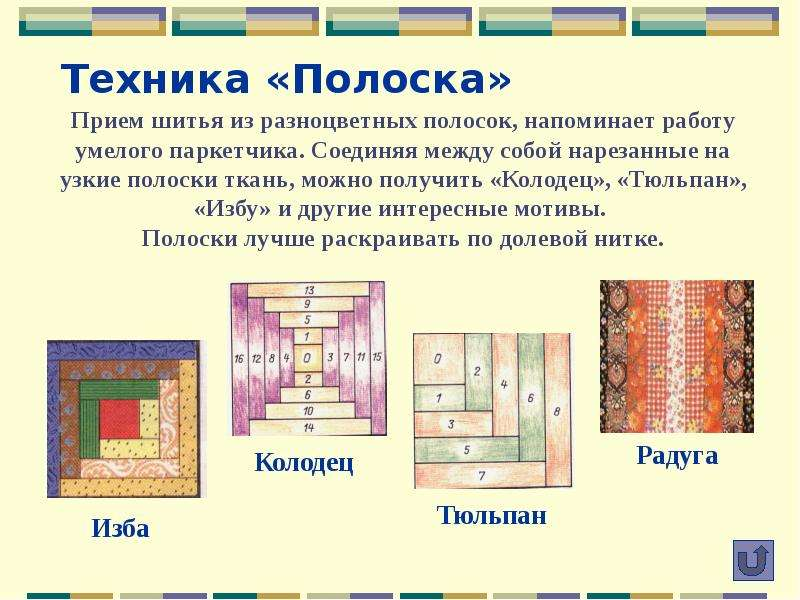 Техника «Полоска»
Прием шитья из разноцветных полосок, напоминает работу
умелого паркетчика. Соединяя между собой нарезанные на
узкие полоски ткань, можно получить «Колодец», «Тюльпан»,
«Избу» и другие интересные мотивы.
Полоски лучше раскраивать по долевой нитке.
13
9
5
1
16 12 8 4 0 3 7 11 15
2
6
10
14
0
2
4
6
8
1
3
5
7
Колодец
Радуга
Тюльпан
Изба